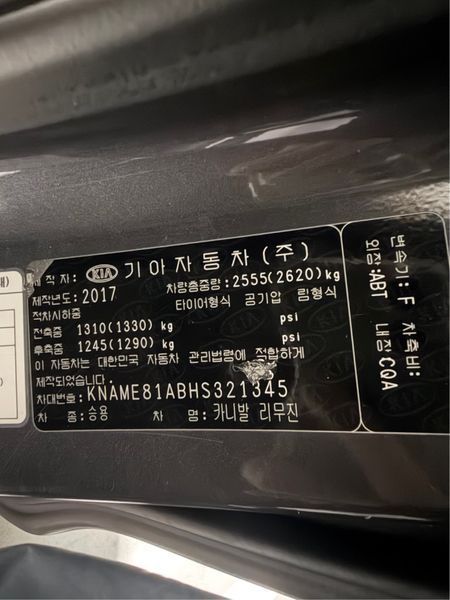 제작자: KIA 기아자동차(주)
제작년도: 2017 차량총중량: 2555(2620)kg
적차시하중 타이어형식 공기압 림형식
전축중 1310(1330) kg psi
후축중 1245(1290) kg psi
이 자동차는 대한민국 자동차 관리법령에 적합하게
제작되었습니다.
차대번호: KNAME81ABHS321345
차 종: 승용 차 명: 카니발 리무진
변속기: F 차축비:
외장:ABT 내장:CQA